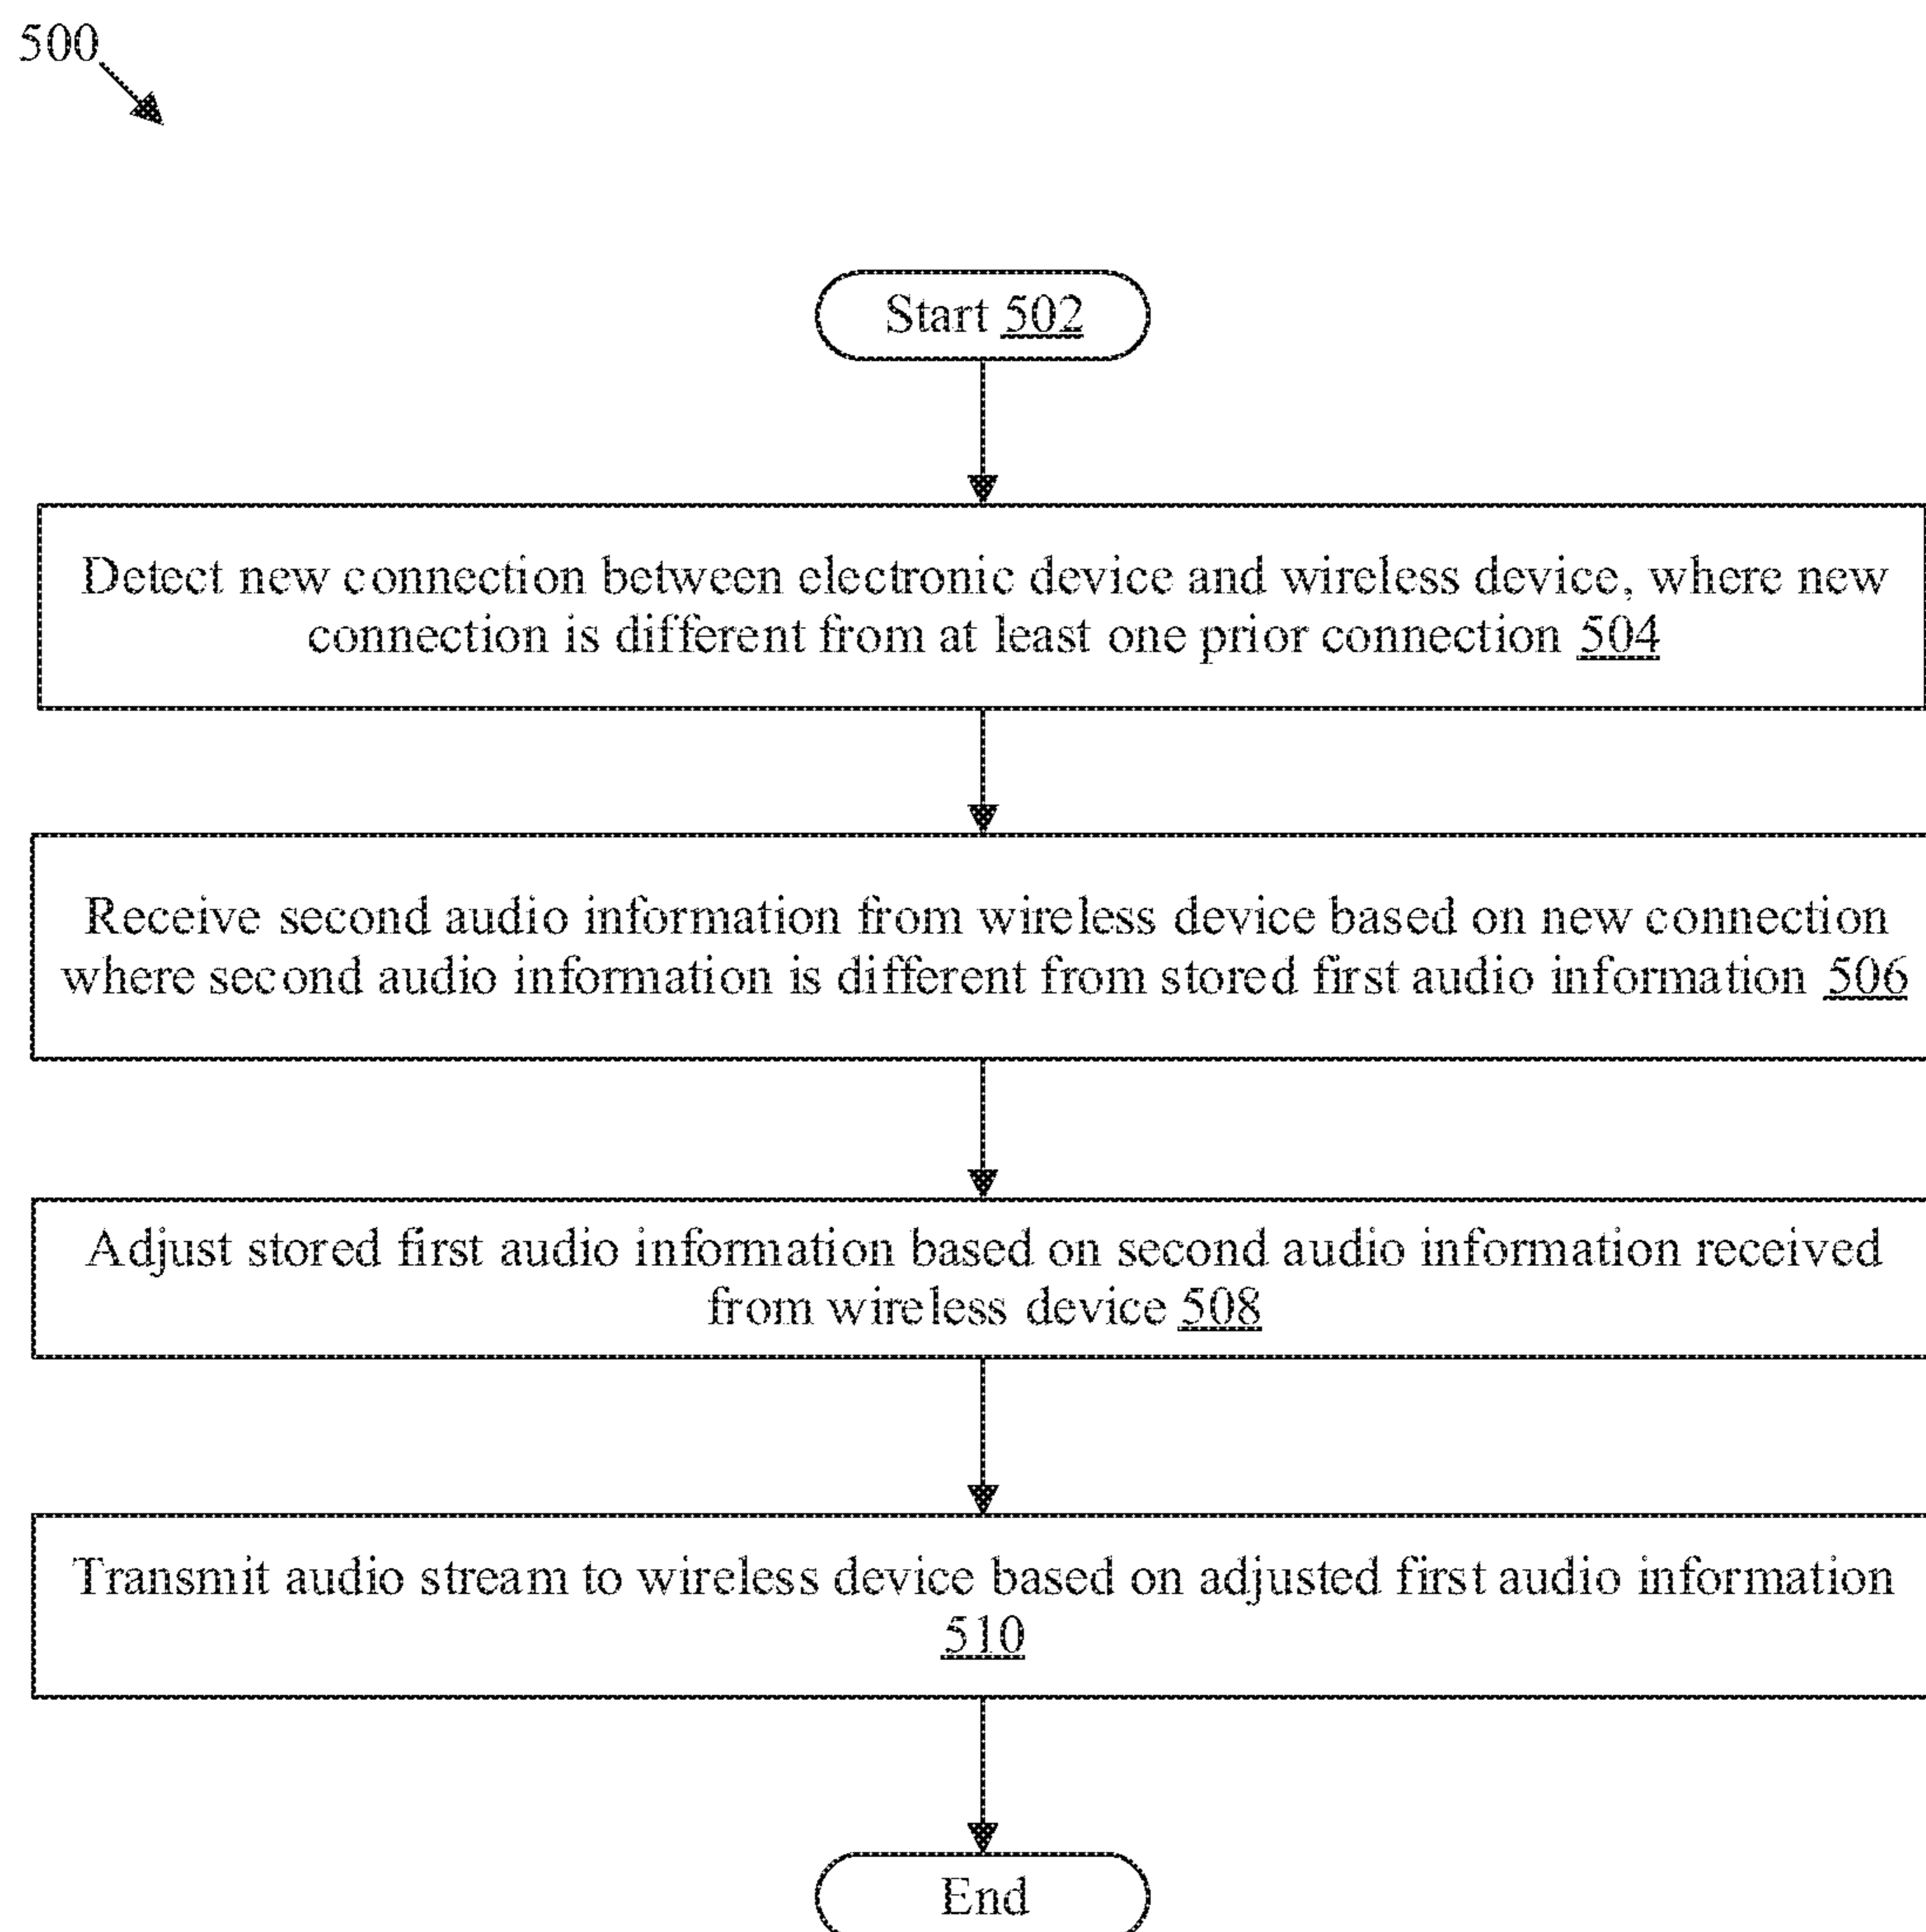 500
Start 502
Detect new connection between electronic device and wireless device, where new
connection is different from at least one prior connection 504
Receive second audio information from wireless device based on new connection
where second audio information is different from stored first audio information 506
Adjust stored first audio information based on second audio information received
from wireless device 508
Transmit audio stream to wireless device based on adjusted first audio information
510
End